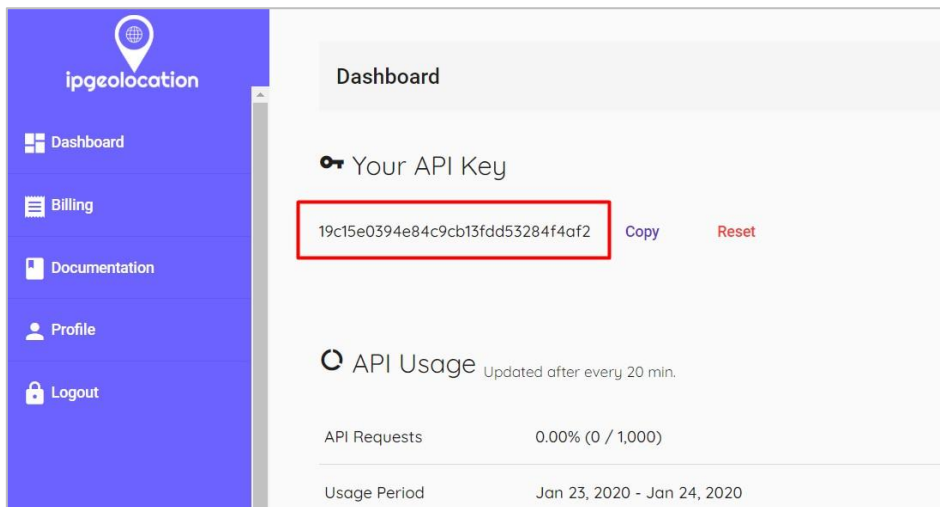 ipgeolocation
Dashboard
Billing
Documentation
Profile
Logout
Dashboard
Your API Key
19c15e0394e84c9cb13fdd53284f4af2 Copy Reset
API Usage Updated after every 20 min.
API Requests 0.00% (0 / 1,000)
Usage Period Jan 23, 2020 - Jan 24, 2020